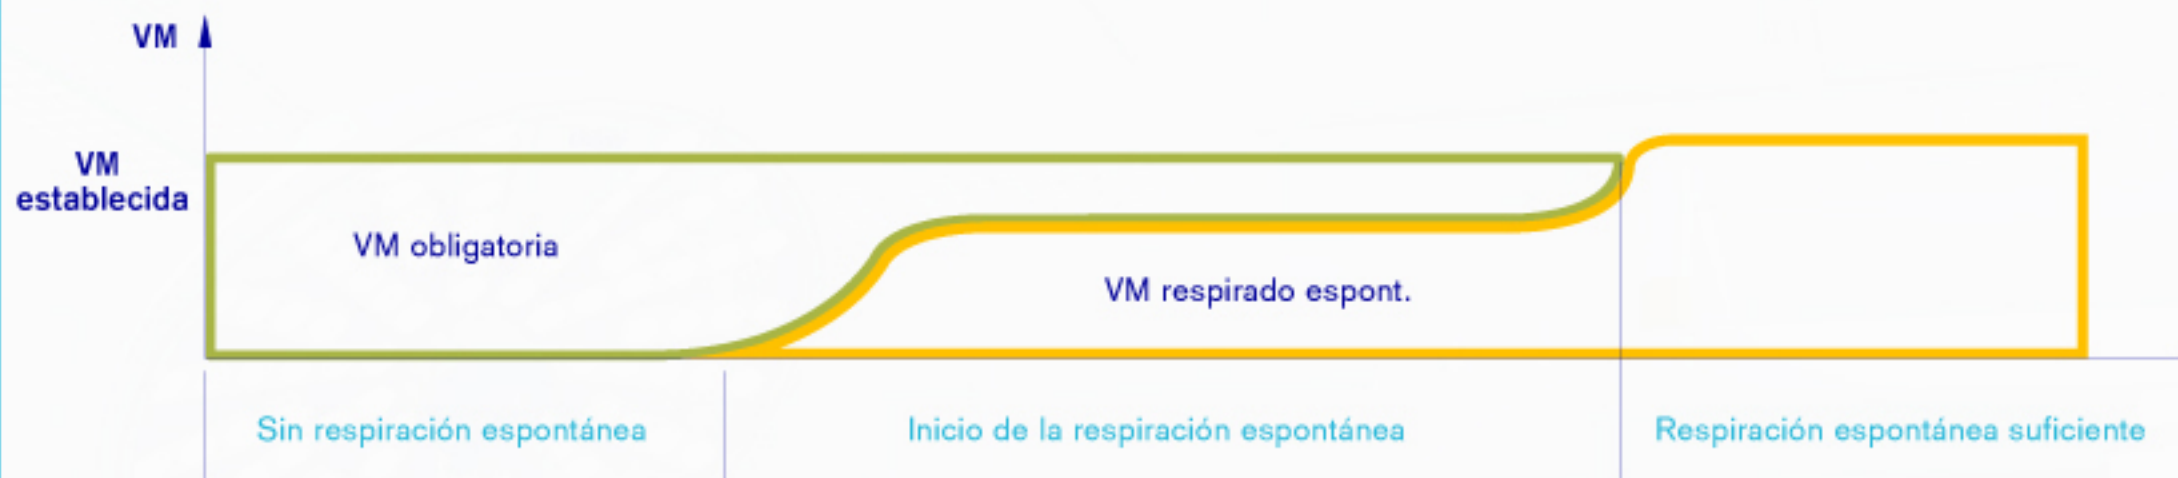 VM
VM
establecida
VM obligatoria
VM respirado espont.
Sin respiración espontánea
Inicio de la respiración espontánea
Respiración espontánea suficiente